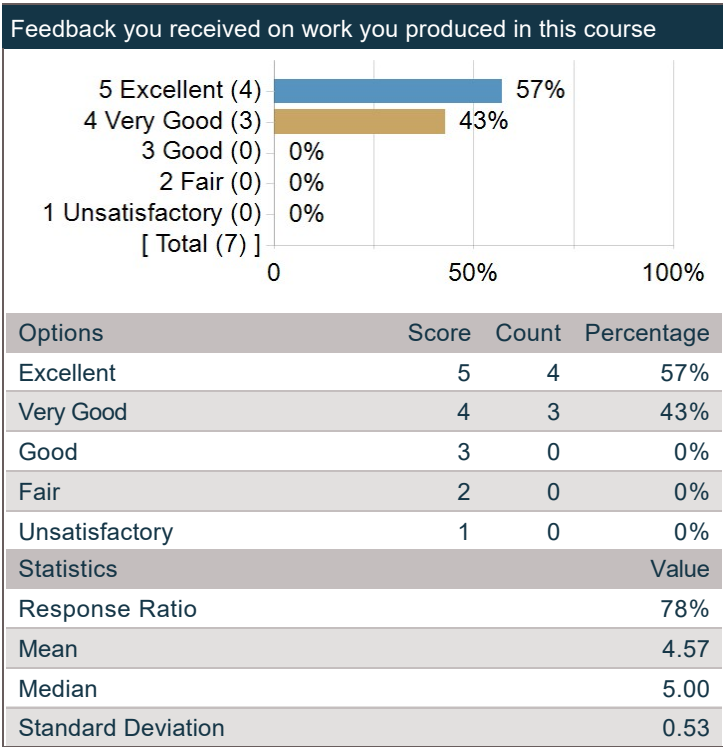 Feedback you received on work you produced in this course
5 Excellent (4) 57%
4 Very Good (3) 43%
3 Good (0) 0%
2 Fair (0) 0%
1 Unsatisfactory (0) 0%
[ Total (7) ]
0 50% 100%
Options Score Count Percentage
Excellent 5 4 57%
Very Good 4 3 43%
Good 3 0 0%
Fair 2 0 0%
Unsatisfactory 1 0 0%
Statistics Value
Response Ratio 78%
Mean 4.57
Median 5.00
Standard Deviation 0.53